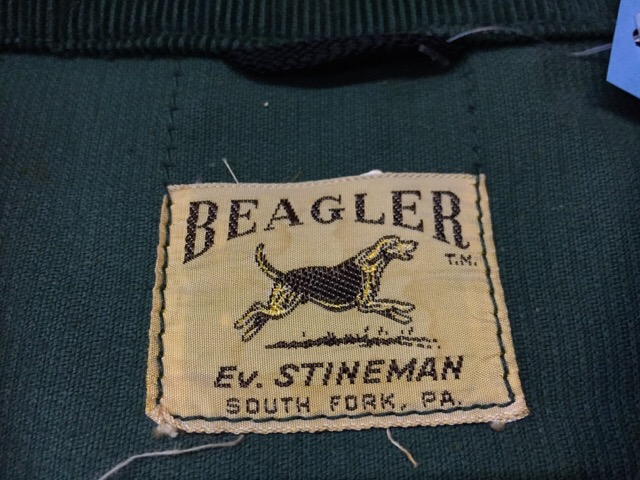 BEAGLER
T.M.
Ev. STINEMAN
SOUTH FORK, PA.